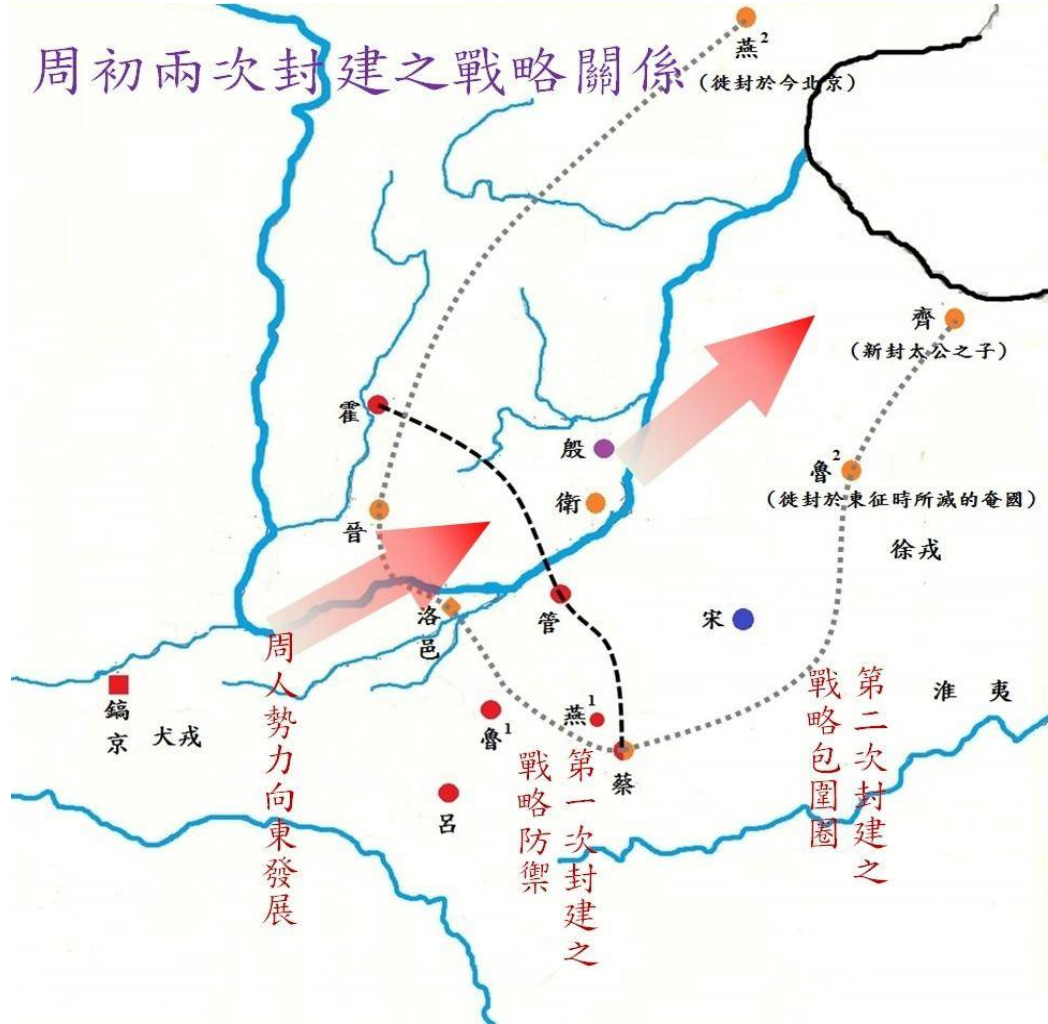 周初兩次封建之戰略關係
燕2
(徙封於今北京)
齊
(新封太公之子)
霍
殷
魯2
(徙封於東征時所滅的奄國)
衛
晉
徐戎
洛邑
管
宋
鎬京
犬戎
周人勢力向東發展
魯1
燕1
蔡
呂
第一次封建之
戰略防禦
第二次封建之
戰略包圍圈
淮夷